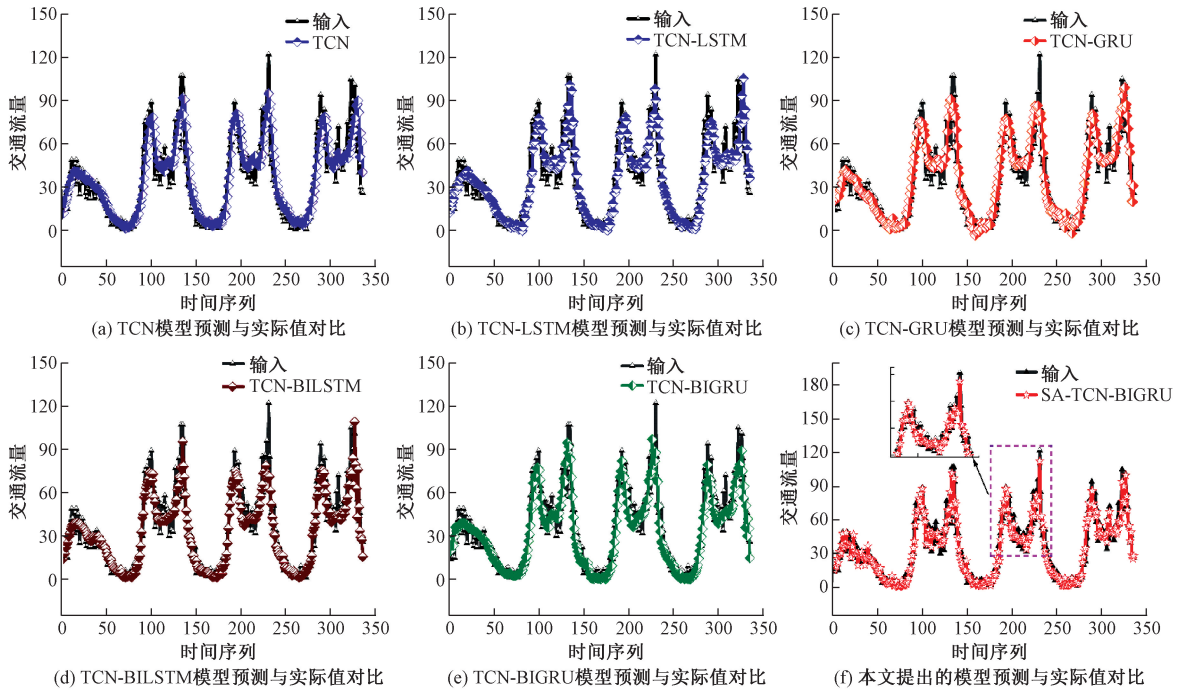 150
120
90
60
30
0
交通流量
输入
TCN
0 50 100 150 200 250 300 350
时间序列
(a) TCN模型预测与实际值对比
150
120
90
60
30
0
交通流量
输入
TCN-LSTM
0 50 100 150 200 250 300 350
时间序列
(b) TCN-LSTM模型预测与实际值对比
150
120
90
60
30
0
交通流量
输入
TCN-GRU
0 50 100 150 200 250 300 350
时间序列
(c) TCN-GRU模型预测与实际值对比
150
120
90
60
30
0
交通流量
输入
TCN-BILSTM
0 50 100 150 200 250 300 350
时间序列
(d) TCN-BILSTM模型预测与实际值对比
150
120
90
60
30
0
交通流量
输入
TCN-BIGRU
0 50 100 150 200 250 300 350
时间序列
(e) TCN-BIGRU模型预测与实际值对比
180
150
120
90
60
30
0
交通流量
输入
SA-TCN-BIGRU
0 50 100 150 200 250 300 350
时间序列
(f) 本文提出的模型预测与实际值对比